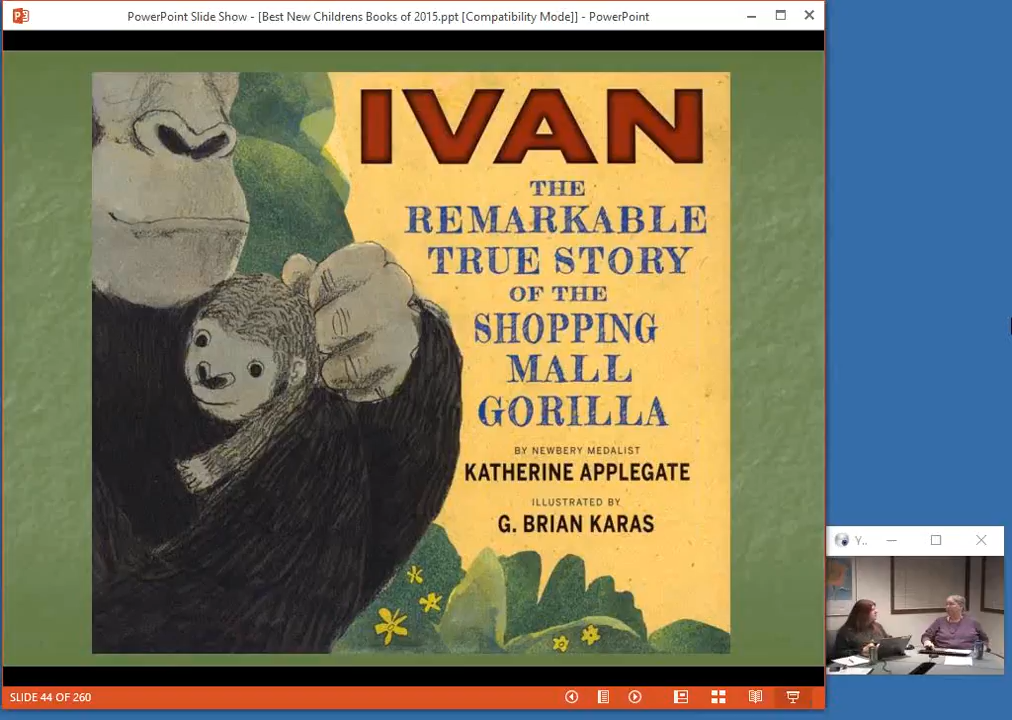 PowerPoint Slide Show - [Best New Childrens Books of 2015.ppt [Compatibility Mode]] - PowerPoint
IVAN
THE
REMARKABLE
TRUE STORY
OF THE
SHOPPING
MALL
GORILLA
BY NEWBERY MEDALIST
KATHERINE APPLEGATE
ILLUSTRATED BY
G. BRIAN KARAS
Y..
SLIDE 44 OF 260